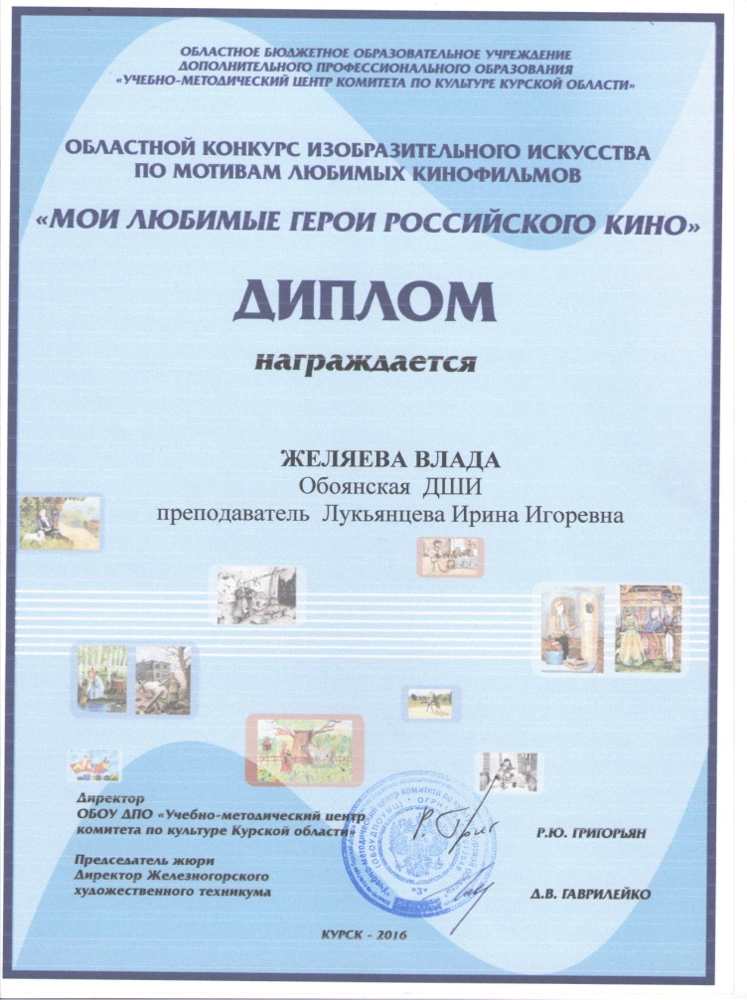 ОБЛАСТНОЕ БЮДЖЕТНОЕ ОБРАЗОВАТЕЛЬНОЕ УЧРЕЖДЕНИЕ
ДОПОЛНИТЕЛЬНОГО ПРОФЕССИОНАЛЬНОГО ОБРАЗОВАНИЯ
«УЧЕБНО-МЕТОДИЧЕСКИЙ ЦЕНТР КОМИТЕТА ПО КУЛЬТУРЕ КУРСКОЙ ОБЛАСТИ»
ОБЛАСТНОЙ КОНКУРС ИЗОБРАЗИТЕЛЬНОГО ИСКУССТВА
ПО МОТИВАМ ЛЮБИМЫХ КИНОФИЛЬМОВ
«МОИ ЛЮБИМЫЕ ГЕРОИ РОССИЙСКОГО КИНО»
ДИПЛОМ
награждается
ЖЕЛЯЕВА ВЛАДА
Обоянская ДШИ
преподаватель Лукьянцева Ирина Игоревна
Директор
ОБОУ ДПО «Учебно-методический центр
комитета по культуре Курской области»
Р.Ю. ГРИГОРЬЯН
Председатель жюри
Директор Железногорского
художественного техникума
Д.В. ГАВРИЛЕЙКО
КУРСК - 2016